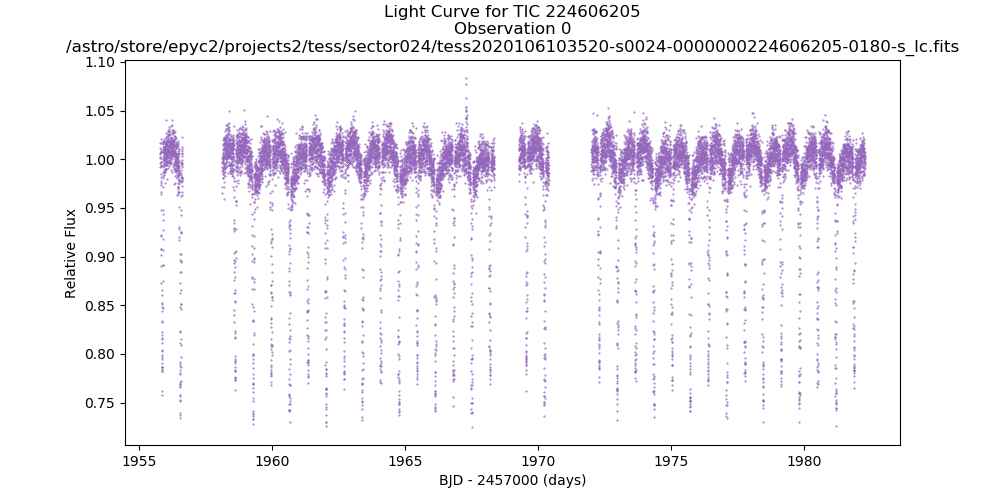 Light Curve for TIC 224606205
Observation 0
/astro/store/epyc2/projects2/tess/sector024/tess2020106103520-s0024-0000000224606205-0180-s_lc.fits
1.10
1.05
1.00
0.95
0.90
0.85
0.80
0.75
Relative Flux
1955 1960 1965 1970 1975 1980
BJD - 2457000 (days)